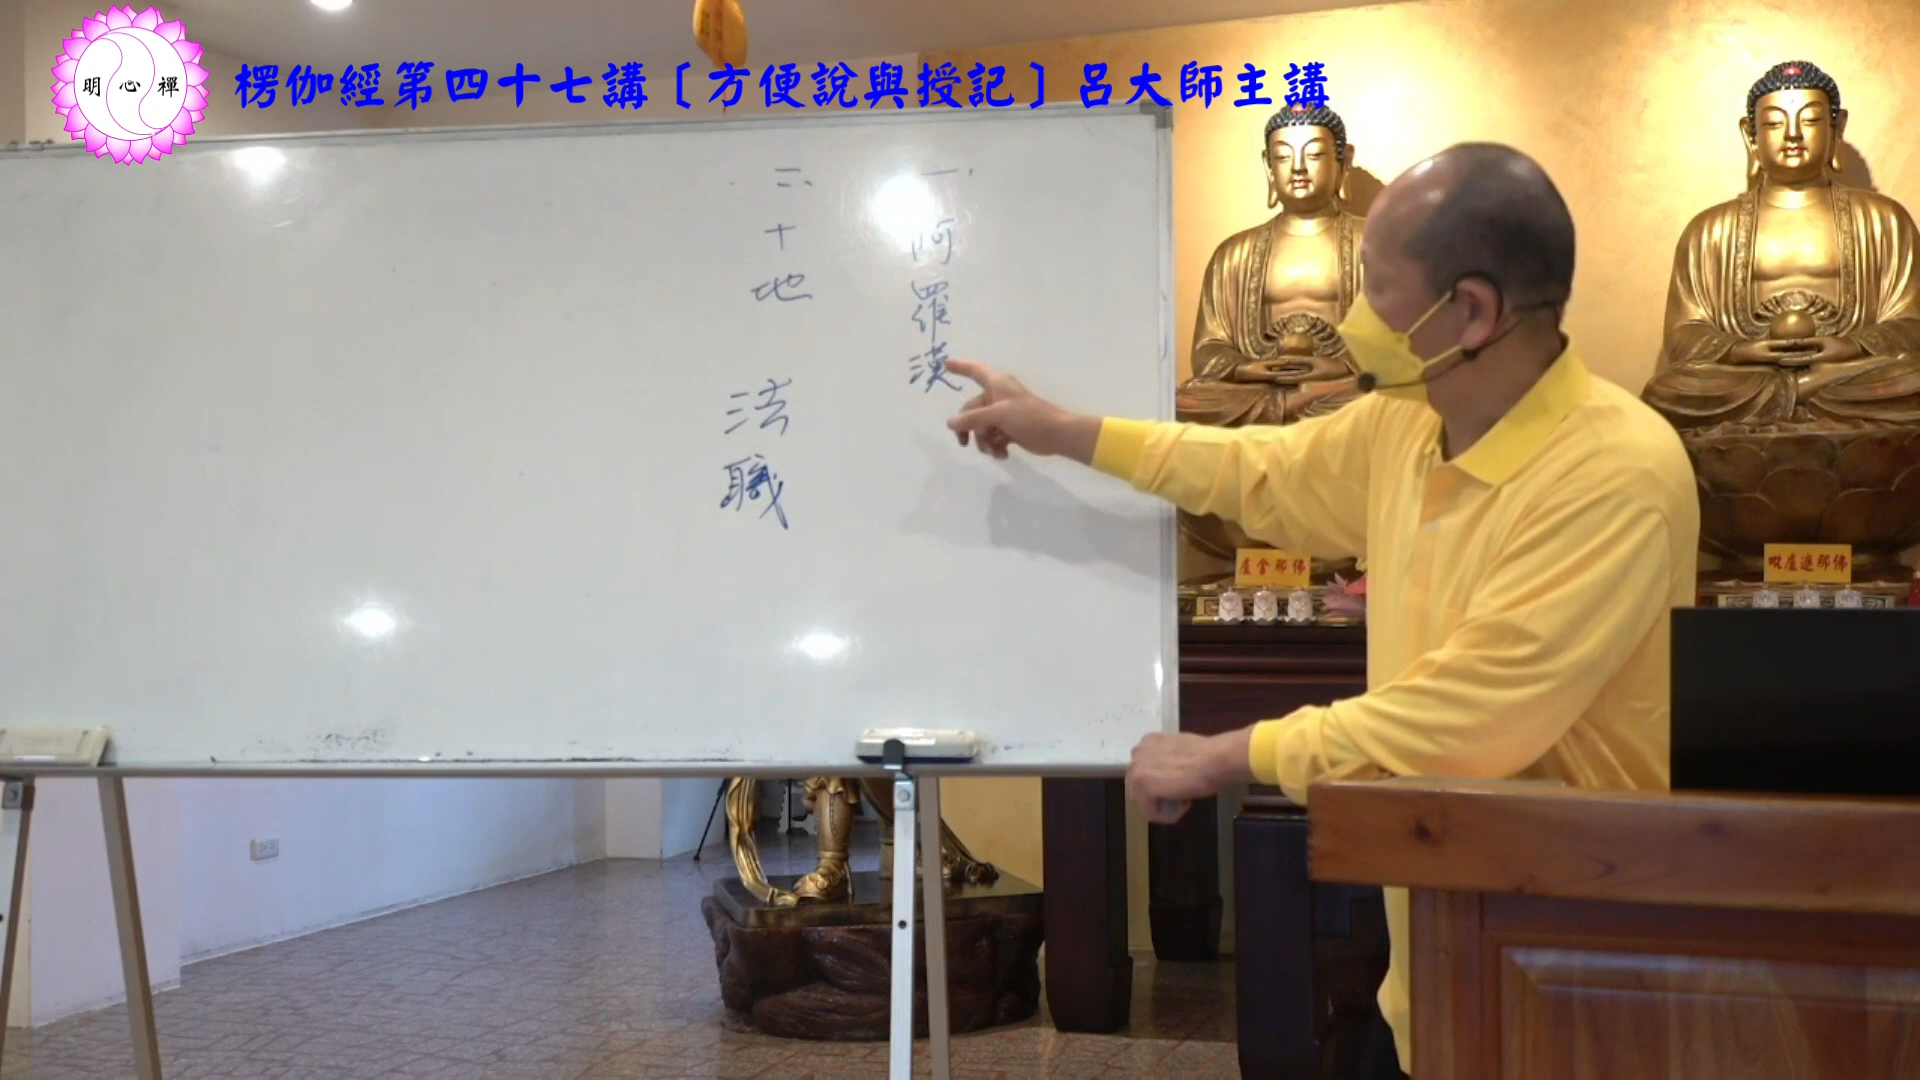 明心禪
楞伽經第四十七講〔方便說與授記〕呂大師主講
一、阿羅漢
二、十地 法職
盧舍那佛
毗盧遮那佛